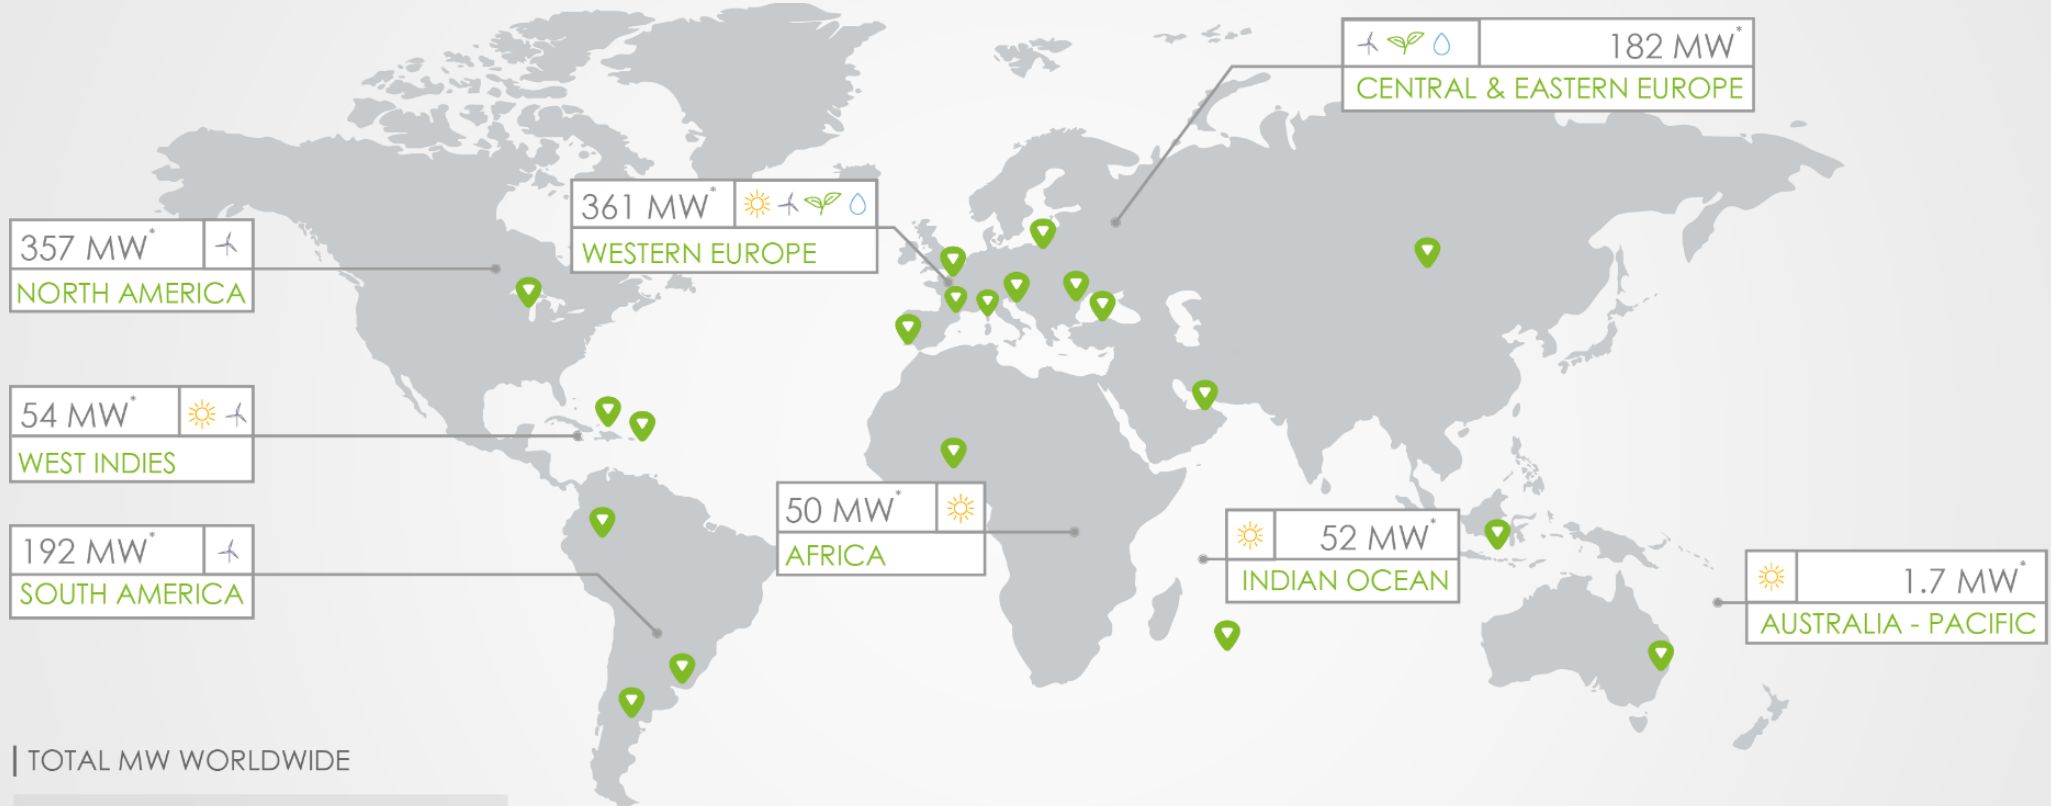 182 MW*
CENTRAL & EASTERN EUROPE
361 MW*
WESTERN EUROPE
357 MW*
NORTH AMERICA
54 MW*
WEST INDIES
50 MW*
AFRICA
52 MW*
INDIAN OCEAN
192 MW*
SOUTH AMERICA
1.7 MW*
AUSTRALIA - PACIFIC
| TOTAL MW WORLDWIDE